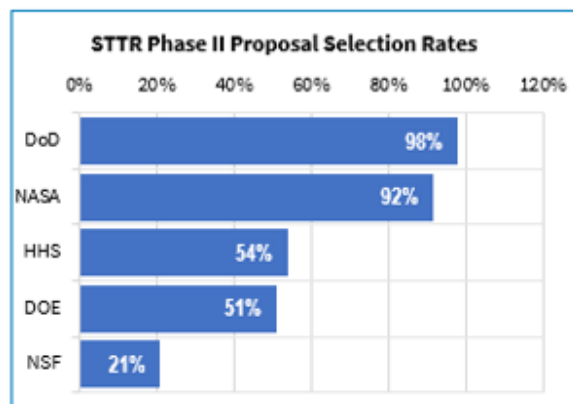 STTR Phase II Proposal Selection Rates
0% 20% 40% 60% 80% 100% 120%
DoD 98%
NASA 92%
HHS 54%
DOE 51%
NSF 21%